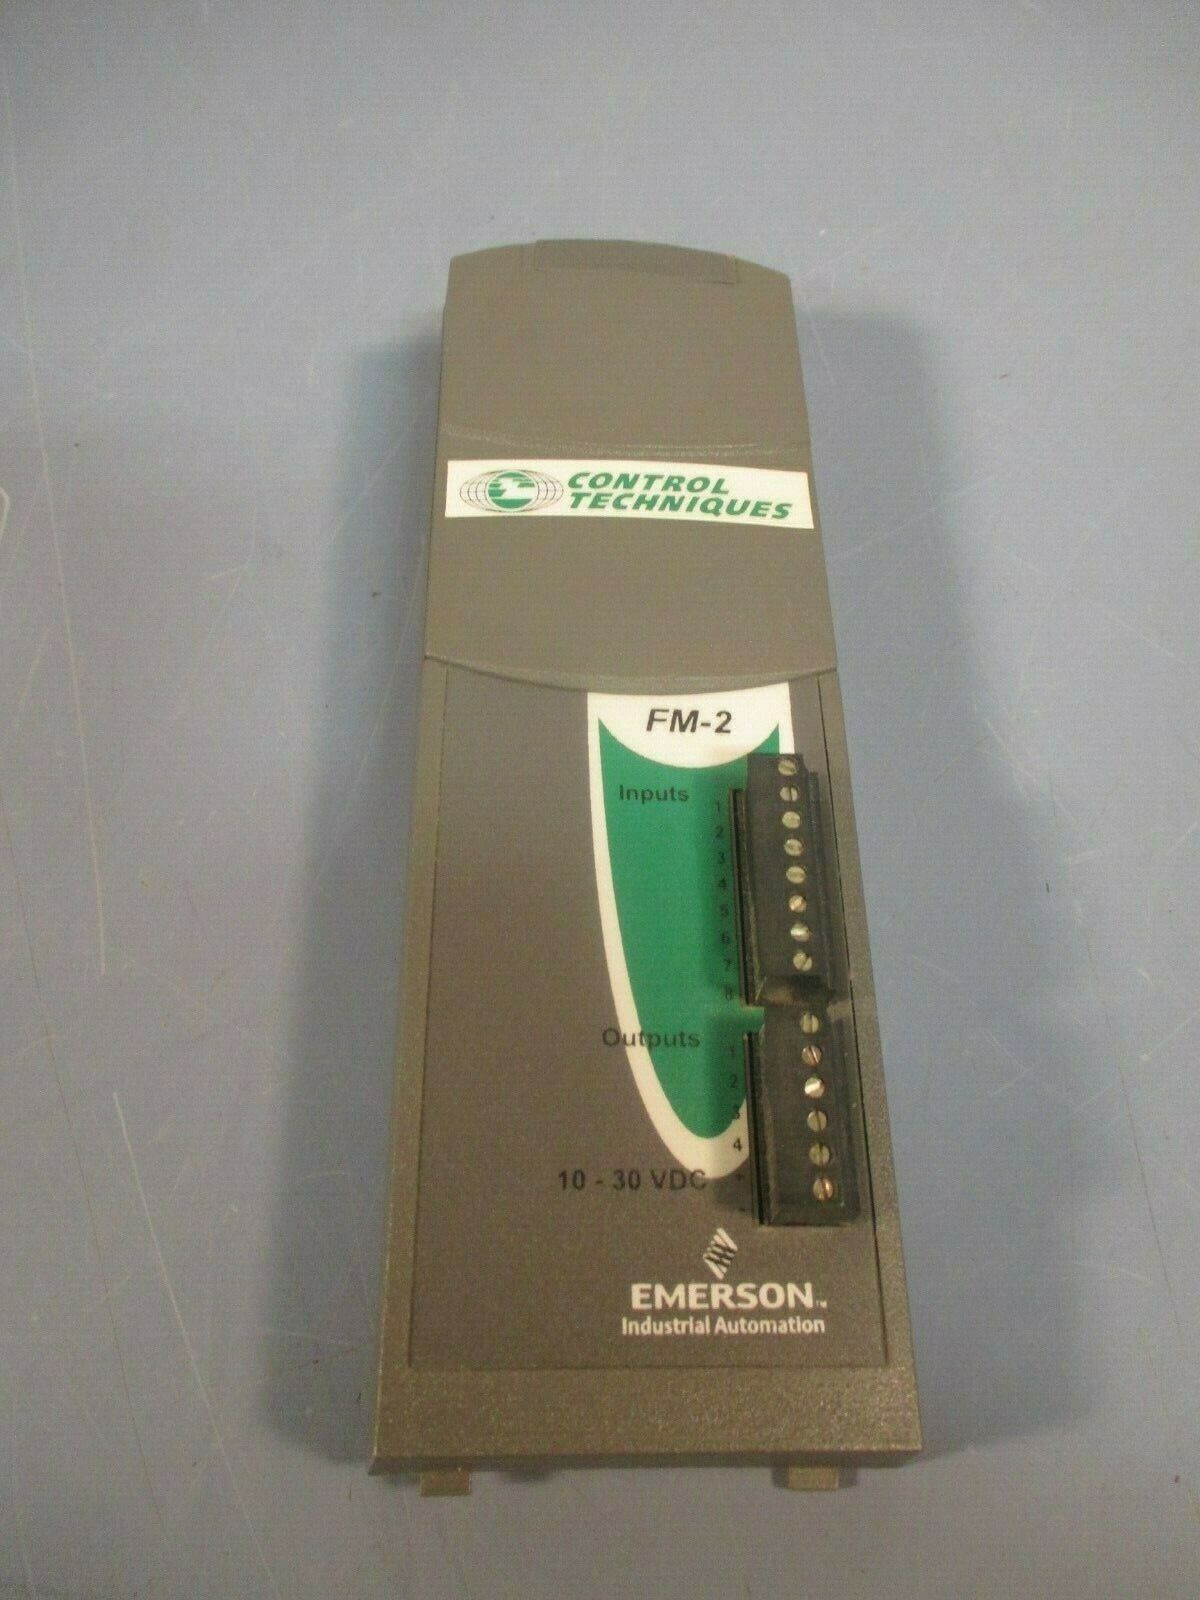 CONTROL
TECHNIQUES
FM-2
Inputs
1
2
3
4
5
6
7
8
Outputs
1
2
3
4
10 - 30 VDC
+
-
EMERSON™
Industrial Automation